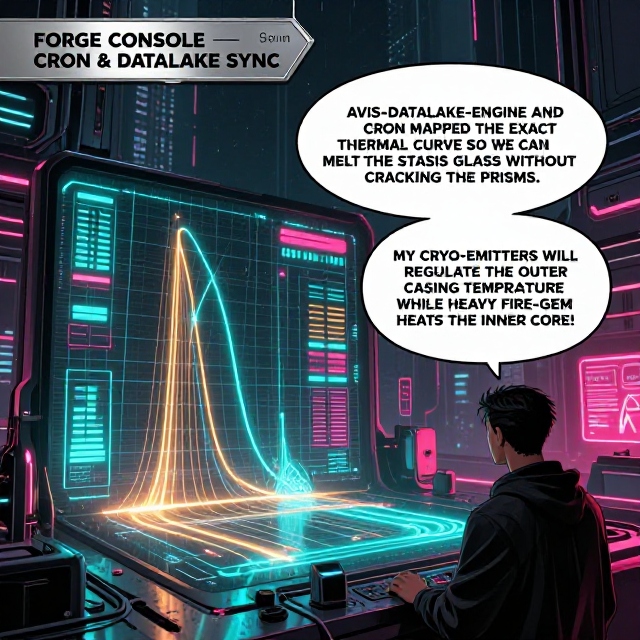 FORGE CONSOLE —
CRON & DATALAKE SYNC
AVIS-DATALAKE-ENGINE AND
CRON MAPPED THE EXACT
THERMAL CURVE SO WE CAN
MELT THE STASIS GLASS WITHOUT
CRACKING THE PRISMS.
MY CRYO-EMITTERS WILL
REGULATE THE OUTER
CASING TEMPRATURE
WHILE HEAVY FIRE-GEM
HEATS THE INNER CORE!